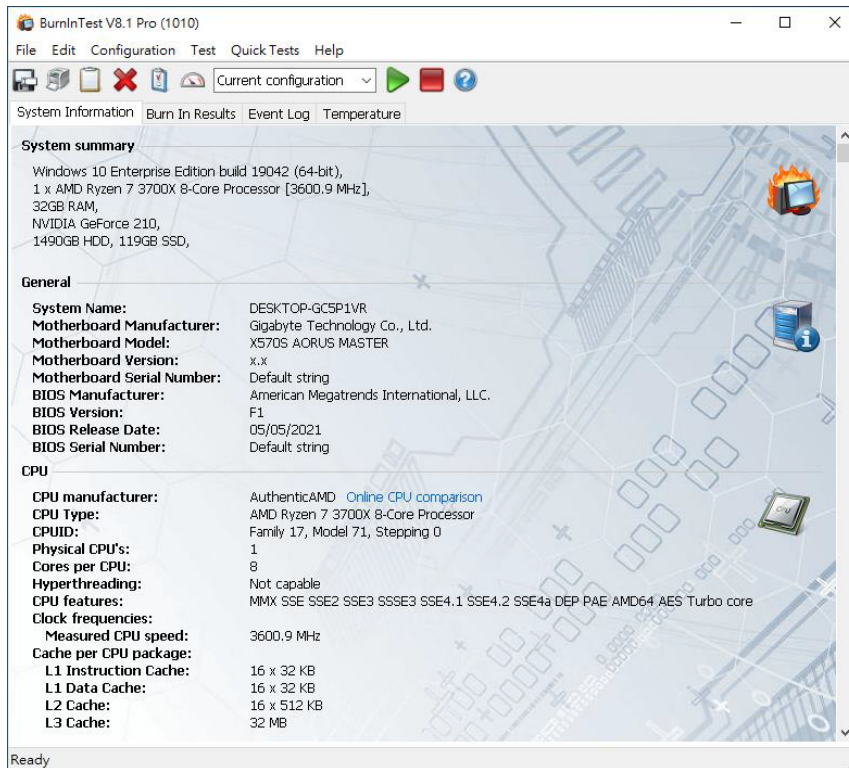 BurnInTest V8.1 Pro (1010)
File Edit Configuration Test Quick Tests Help
Current configuration
System Information Burn In Results Event Log Temperature
System summary
Windows 10 Enterprise Edition build 19042 (64-bit),
1 x AMD Ryzen 7 3700X 8-Core Processor [3600.9 MHz],
32GB RAM,
NVIDIA GeForce 210,
1490GB HDD, 119GB SSD,
General
System Name: DESKTOP-GC5P1VR
Motherboard Manufacturer: Gigabyte Technology Co., Ltd.
Motherboard Model: X570S AORUS MASTER
Motherboard Version: x.x
Motherboard Serial Number: Default string
BIOS Manufacturer: American Megatrends International, LLC.
BIOS Version: F1
BIOS Release Date: 05/05/2021
BIOS Serial Number: Default string
CPU
CPU manufacturer: AuthenticAMD Online CPU comparison
CPU Type: AMD Ryzen 7 3700X 8-Core Processor
CPUID: Family 17, Model 71, Stepping 0
Physical CPU's: 1
Cores per CPU: 8
Hyperthreading: Not capable
CPU features: MMX SSE SSE2 SSE3 SSSE3 SSE4.1 SSE4.2 SSE4a DEP PAE AMD64 AES Turbo core
Clock frequencies:
Measured CPU speed: 3600.9 MHz
Cache per CPU package:
L1 Instruction Cache: 16 x 32 KB
L1 Data Cache: 16 x 32 KB
L2 Cache: 16 x 512 KB
L3 Cache: 32 MB
Ready